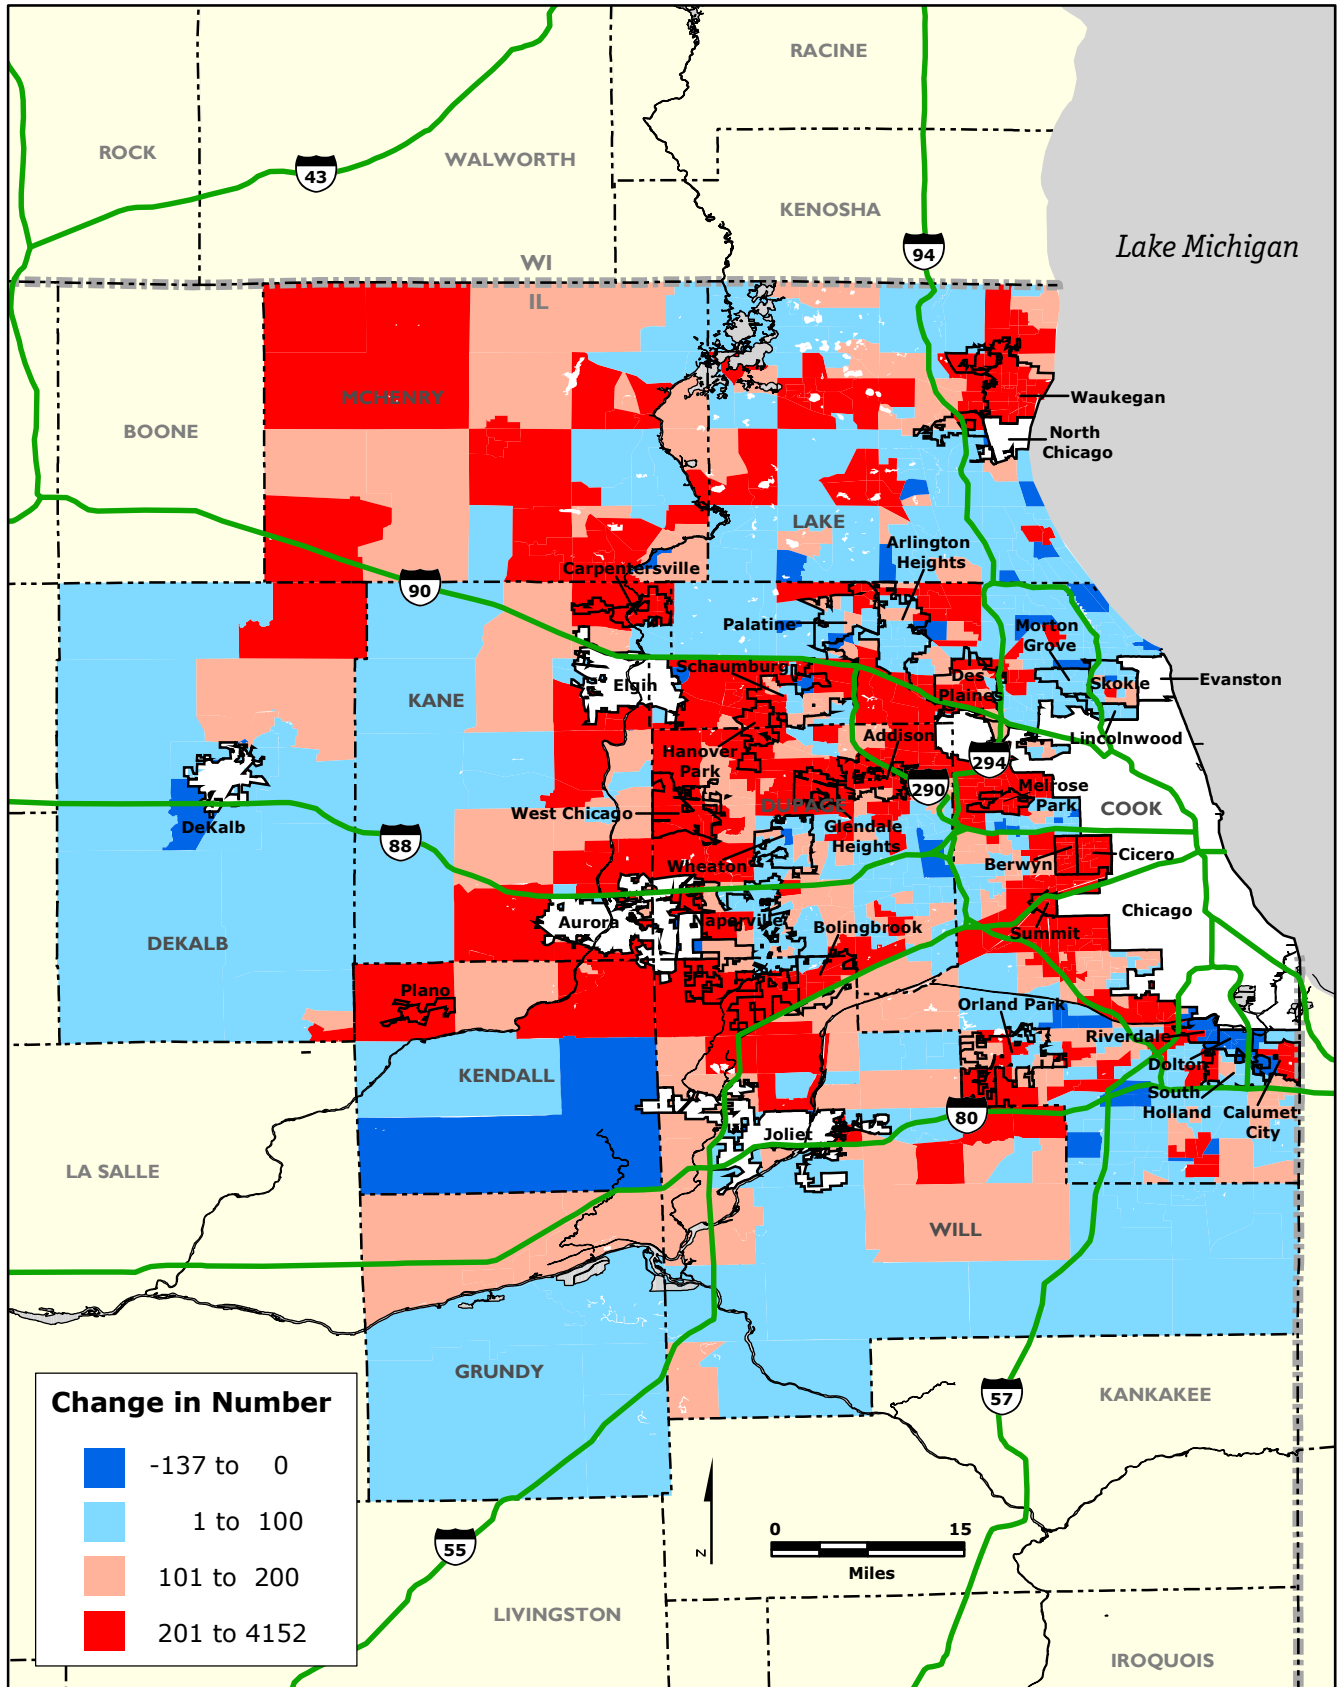 RACINE
ROCK
WALWORTH
43
KENOSHA
94
Lake Michigan
WI
IL
MCHENRY
Waukegan
BOONE
North
Chicago
LAKE
Arlington
Heights
Carpentersville
90
Palatine
Morton
Grove
Schaumburg
Des
Plaines
Skokie
Evanston
Elgin
KANE
Lincolnwood
Addison
Hanover
Park
294
290
Melrose
Park
COOK
DUPAGE
West Chicago
DeKalb
Glendale
Heights
88
Cicero
Berwyn
Wheaton
Chicago
Aurora
Naperville
Bolingbrook
Summit
DEKALB
Plano
Orland Park
Riverdale
Dolton
KENDALL
South
Holland
Calumet
City
80
Joliet
LA SALLE
WILL
GRUNDY
57
KANKAKEE
Change in Number
-137 to 0
1 to 100
101 to 200
201 to 4152
55
N
0 15
Miles
LIVINGSTON
IROQUOIS